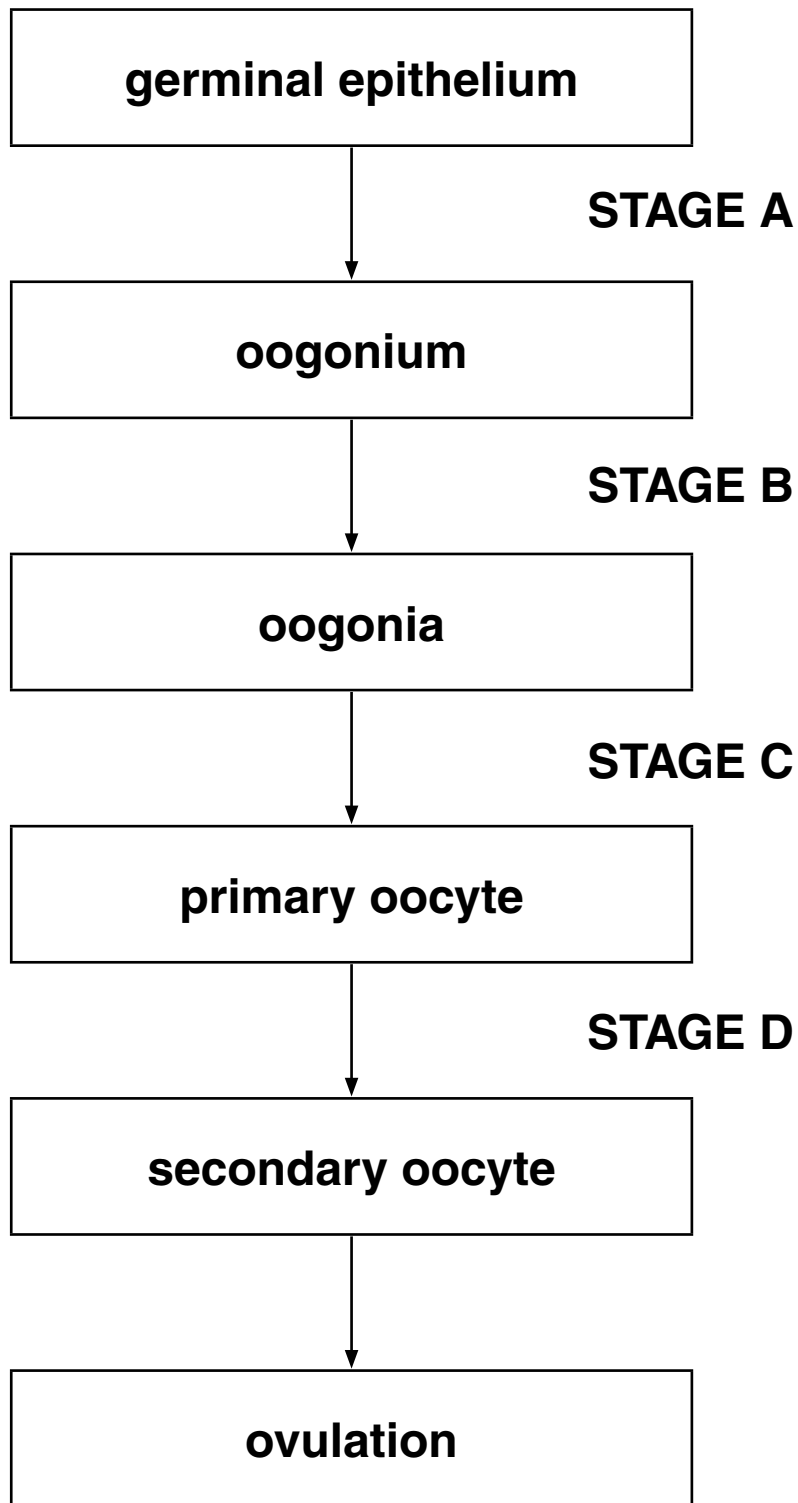 germinal epithelium
STAGE A
oogonium
STAGE B
oogonia
STAGE C
primary oocyte
STAGE D
secondary oocyte
ovulation